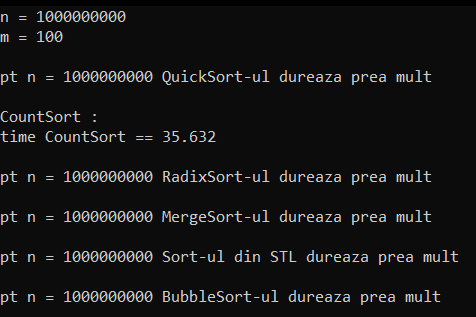 n = 1000000000
m = 100
pt n = 1000000000 QuickSort-ul dureaza prea mult
CountSort :
time CountSort == 35.632
pt n = 1000000000 RadixSort-ul dureaza prea mult
pt n = 1000000000 MergeSort-ul dureaza prea mult
pt n = 1000000000 Sort-ul din STL dureaza prea mult
pt n = 1000000000 BubbleSort-ul dureaza prea mult